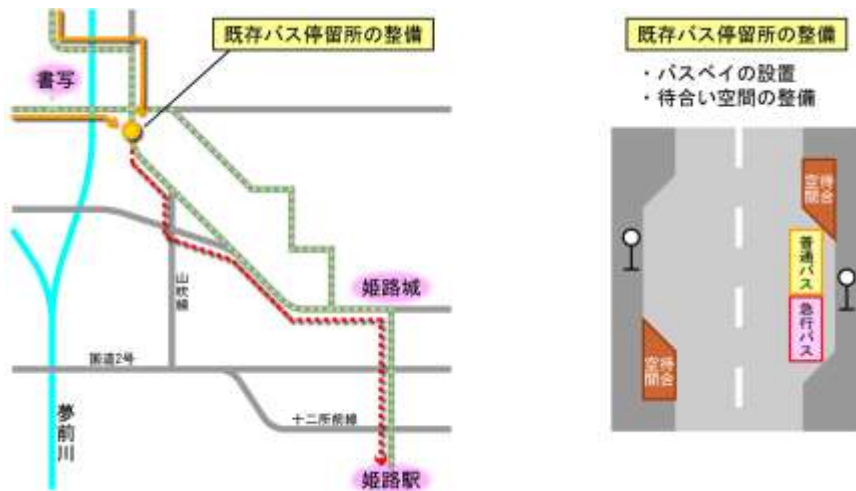 既存バス停留所の整備
書写
姫路城
山吹線
国道2号
十二所前線
夢前川
姫路駅
既存バス停留所の整備
・バスベイの設置
・待合い空間の整備
待合
空間
普通バス
急行バス
待合
空間